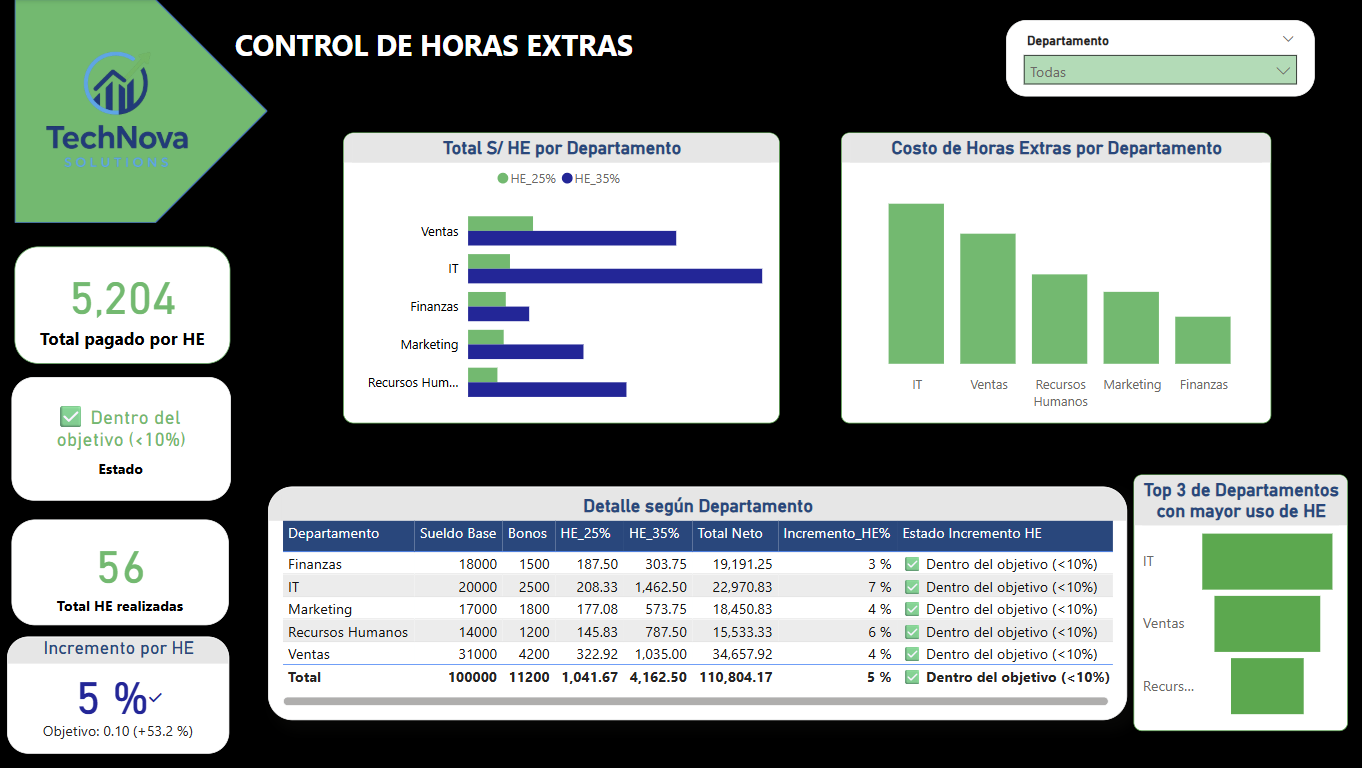 TechNova
SOLUTIONS
CONTROL DE HORAS EXTRAS
Departamento
Todas
5,204
Total pagado por HE
✅ Dentro del
objetivo (<10%)
Estado
56
Total HE realizadas
Incremento por HE
5 %✓
Objetivo: 0.10 (+53.2 %)
Total S/ HE por Departamento
HE_25% HE_35%
Ventas
IT
Finanzas
Marketing
Recursos Hum...
Costo de Horas Extras por Departamento
IT Ventas Recursos Humanos Marketing Finanzas
Detalle según Departamento
Departamento Sueldo Base Bonos HE_25% HE_35% Total Neto Incremento_HE% Estado Incremento HE
Finanzas 18000 1500 187.50 303.75 19,191.25 3 % ✅ Dentro del objetivo (<10%)
IT 20000 2500 208.33 1,462.50 22,970.83 7 % ✅ Dentro del objetivo (<10%)
Marketing 17000 1800 177.08 573.75 18,450.83 4 % ✅ Dentro del objetivo (<10%)
Recursos Humanos 14000 1200 145.83 787.50 15,533.33 6 % ✅ Dentro del objetivo (<10%)
Ventas 31000 4200 322.92 1,035.00 34,657.92 4 % ✅ Dentro del objetivo (<10%)
Total 100000 11200 1,041.67 4,162.50 110,804.17 5 % ✅ Dentro del objetivo (<10%)
Top 3 de Departamentos
con mayor uso de HE
IT
Ventas
Recurs...